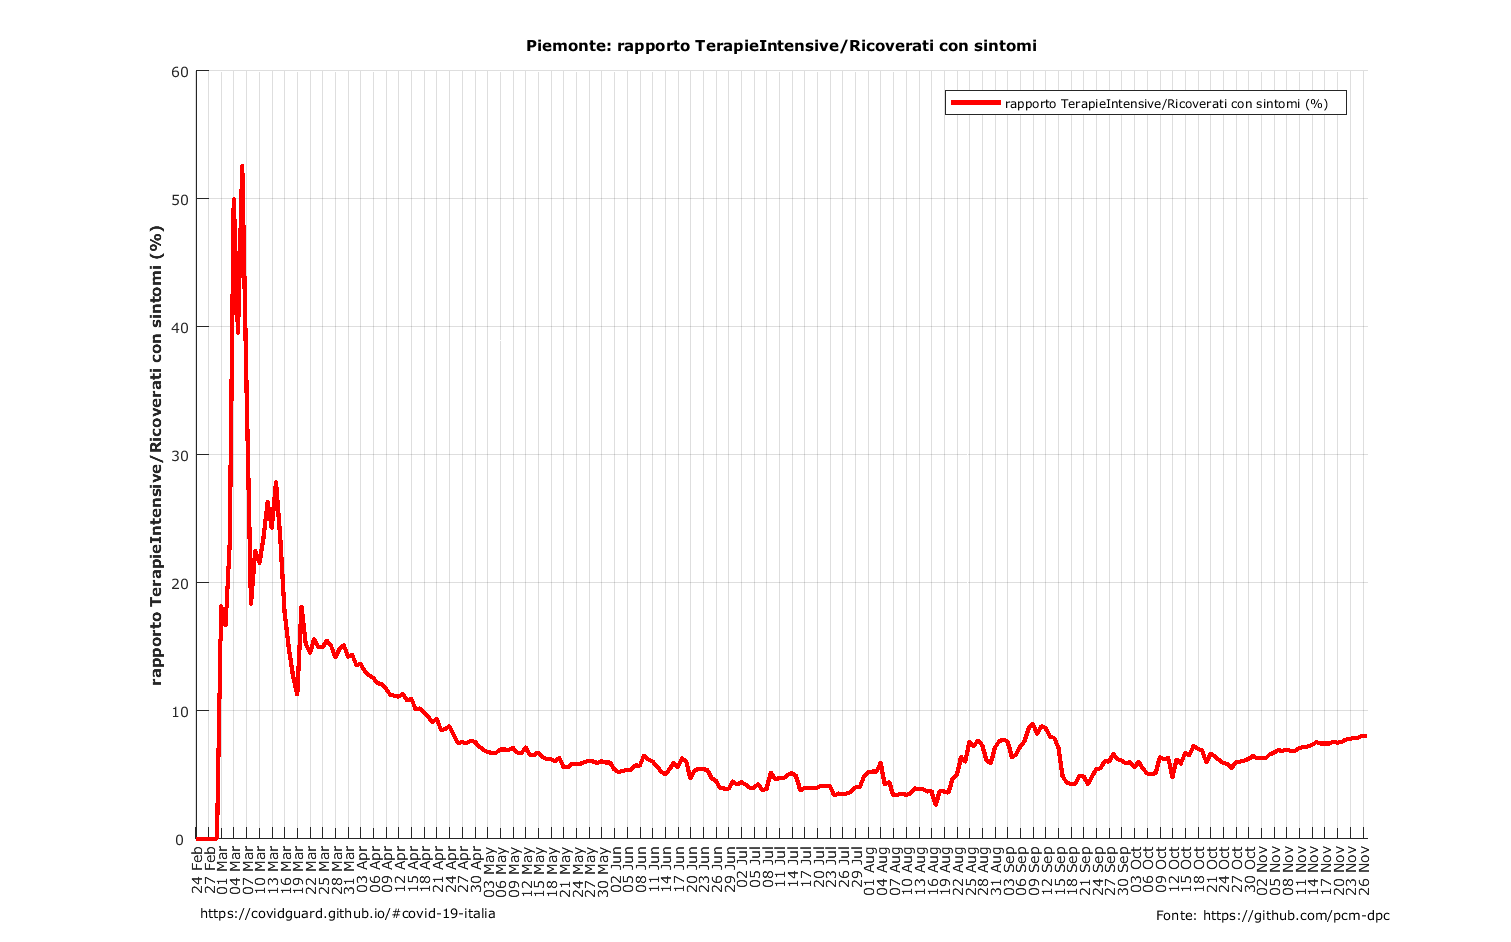 Piemonte: rapporto TerapieIntensive/Ricoverati con sintomi
rapporto TerapieIntensive/Ricoverati con sintomi (%)
rapporto TerapieIntensive/Ricoverati con sintomi (%)
60
50
40
30
20
10
0
24 Feb
27 Feb
01 Mar
04 Mar
07 Mar
10 Mar
13 Mar
16 Mar
19 Mar
22 Mar
25 Mar
28 Mar
31 Mar
03 Apr
06 Apr
09 Apr
12 Apr
15 Apr
18 Apr
21 Apr
24 Apr
27 Apr
30 Apr
03 May
06 May
09 May
12 May
15 May
18 May
21 May
24 May
27 May
30 May
02 Jun
05 Jun
08 Jun
11 Jun
14 Jun
17 Jun
20 Jun
23 Jun
26 Jun
29 Jun
02 Jul
05 Jul
08 Jul
11 Jul
14 Jul
17 Jul
20 Jul
23 Jul
26 Jul
29 Jul
01 Aug
04 Aug
07 Aug
10 Aug
13 Aug
16 Aug
19 Aug
22 Aug
25 Aug
28 Aug
31 Aug
03 Sep
06 Sep
09 Sep
12 Sep
15 Sep
18 Sep
21 Sep
24 Sep
27 Sep
30 Sep
03 Oct
06 Oct
09 Oct
12 Oct
15 Oct
18 Oct
21 Oct
24 Oct
27 Oct
30 Oct
02 Nov
05 Nov
08 Nov
11 Nov
14 Nov
17 Nov
20 Nov
23 Nov
26 Nov
https://covidguard.github.io/#covid-19-italia
Fonte: https://github.com/pcm-dpc